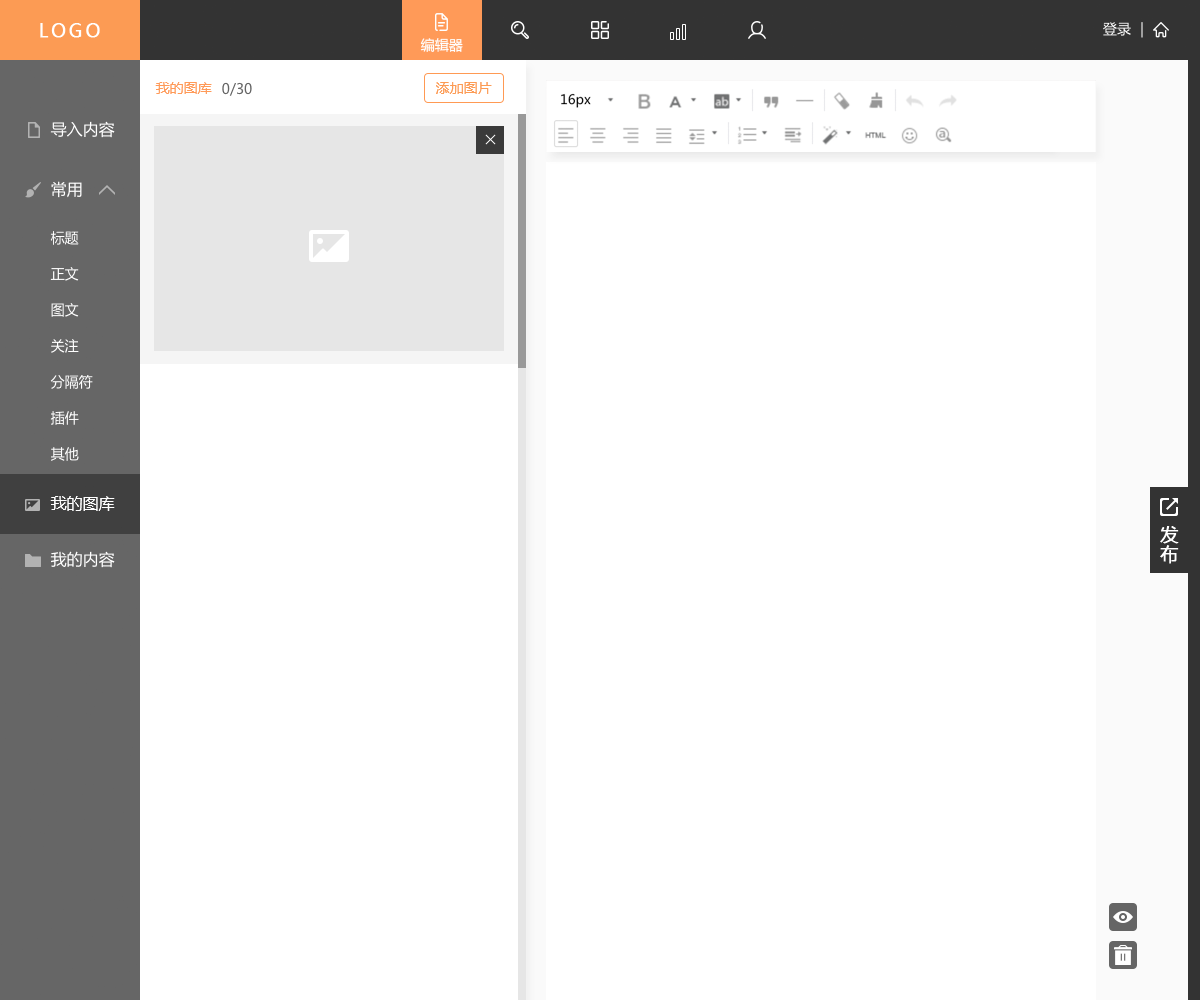 LOGO
编辑器
登录 |
导入内容
常用
标题
正文
图文
关注
分隔符
插件
其他
我的图库
我的内容
我的图库 0/30
添加图片
16px
B A ab
HTML
a
发布